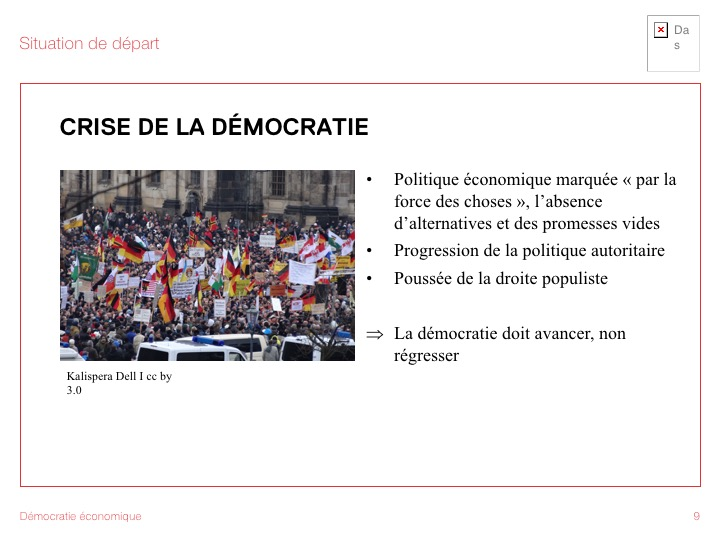 Situation de départ
Da
s
CRISE DE LA DÉMOCRATIE
• Politique économique marquée « par la
force des choses », l’absence
d’alternatives et des promesses vides
• Progression de la politique autoritaire
• Poussée de la droite populiste
⇒ La démocratie doit avancer, non
régresser
Kalispera Dell I cc by
3.0
Démocratie économique
9